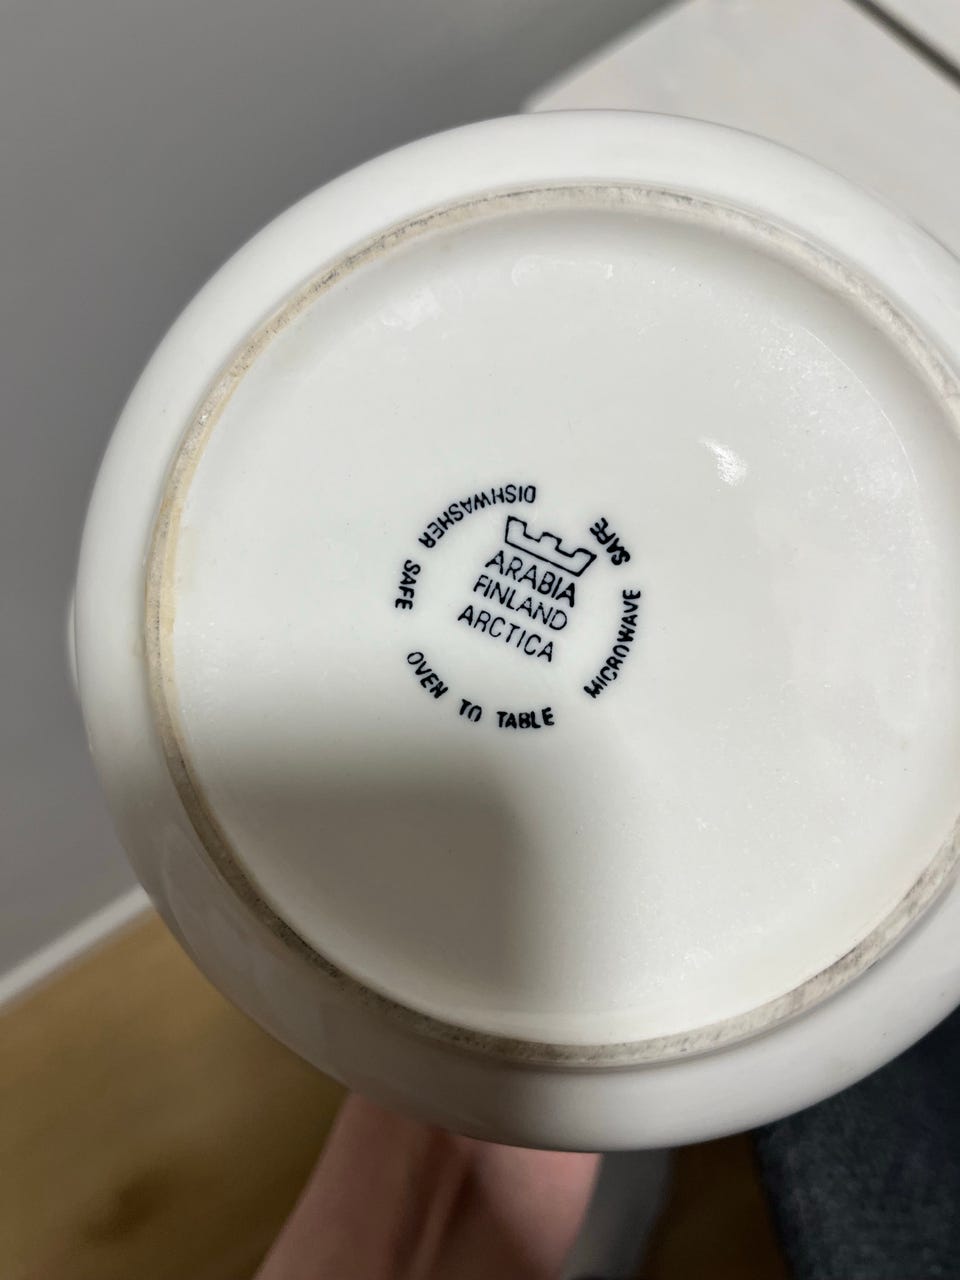 ARABIA
FINLAND
ARCTICA
DISHWASHER SAFE
OVEN TO TABLE
MICROWAVE SAFE